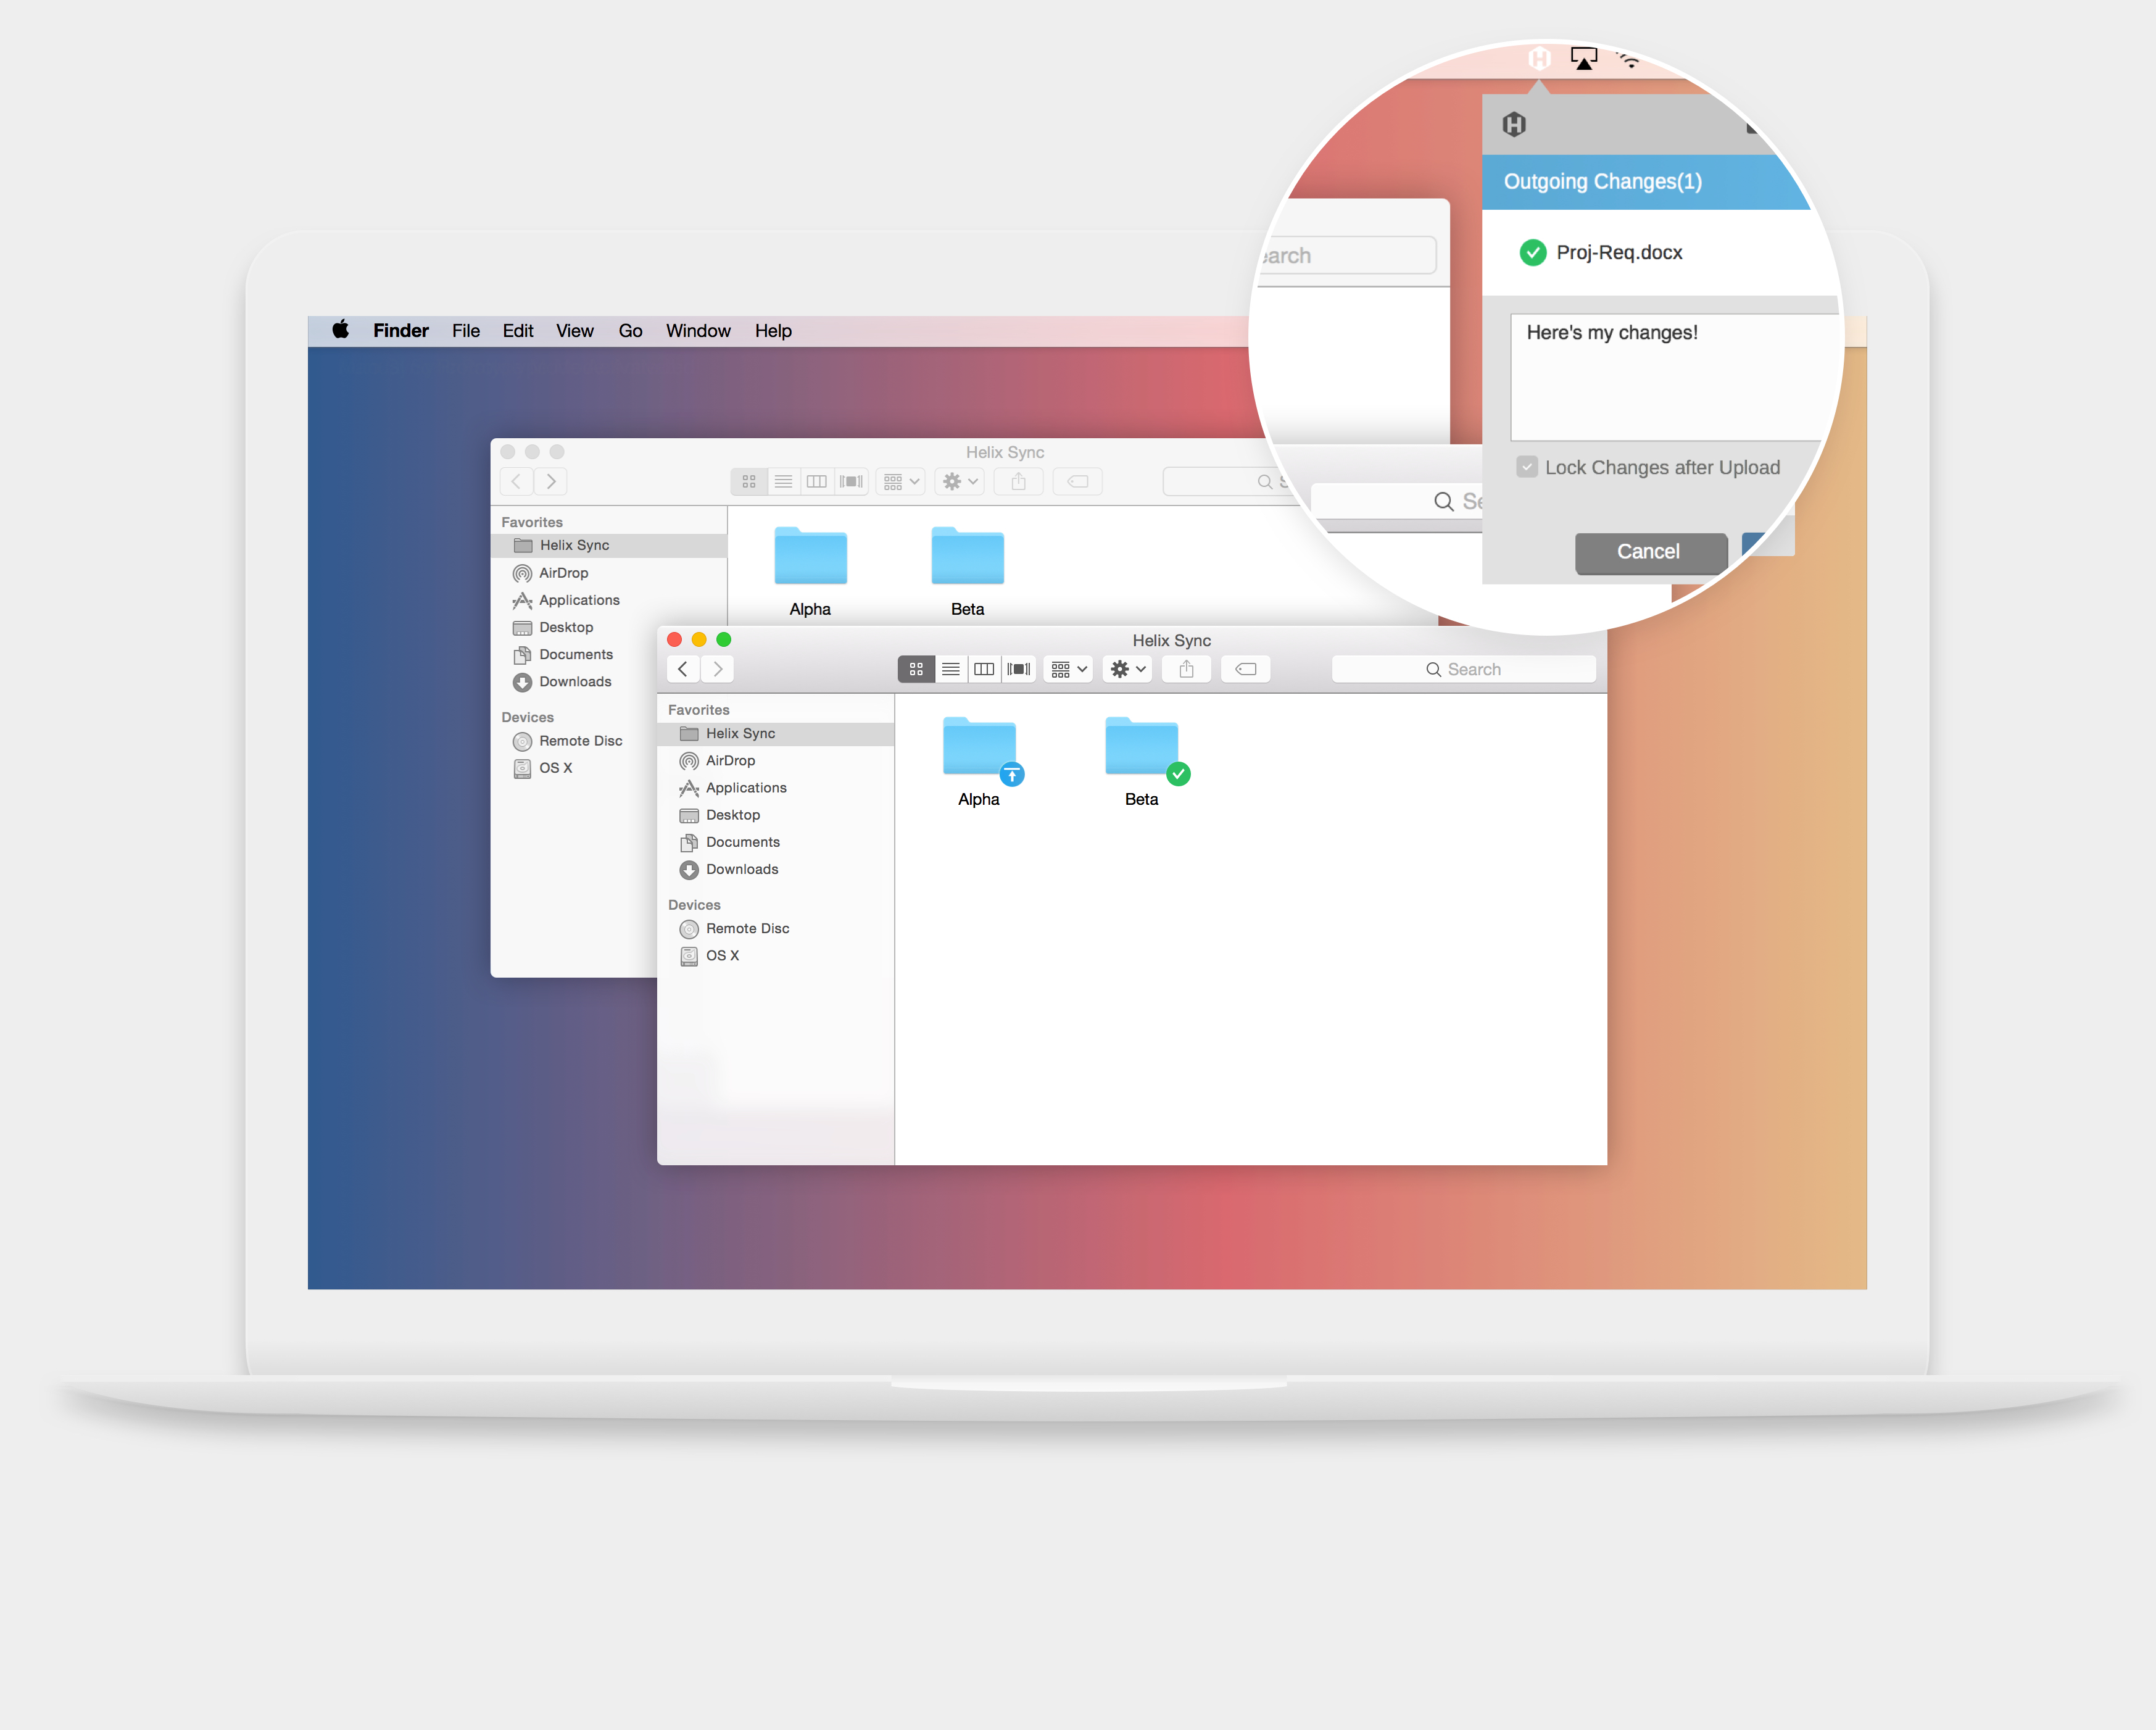 Finder File Edit View Go Window Help
Outgoing Changes(1)
Proj-Req.docx
Here's my changes!
Lock Changes after Upload
Cancel
Helix Sync
Favorites
Helix Sync
AirDrop
Applications
Desktop
Documents
Downloads
Devices
Remote Disc
OS X
Alpha Beta
Helix Sync
Search
Favorites
Helix Sync
AirDrop
Applications
Desktop
Documents
Downloads
Devices
Remote Disc
OS X
Alpha Beta